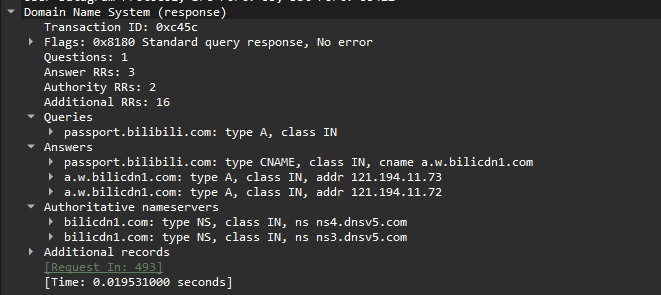 Domain Name System (response)
Transaction ID: 0xc45c
Flags: 0x8180 Standard query response, No error
Questions: 1
Answer RRs: 3
Authority RRs: 2
Additional RRs: 16
Queries
passport.bilibili.com: type A, class IN
Answers
passport.bilibili.com: type CNAME, class IN, cname a.w.bilicdn1.com
a.w.bilicdn1.com: type A, class IN, addr 121.194.11.73
a.w.bilicdn1.com: type A, class IN, addr 121.194.11.72
Authoritative nameservers
bilicdn1.com: type NS, class IN, ns ns4.dnsv5.com
bilicdn1.com: type NS, class IN, ns ns3.dnsv5.com
Additional records
[Request In: 493]
[Time: 0.019531000 seconds]